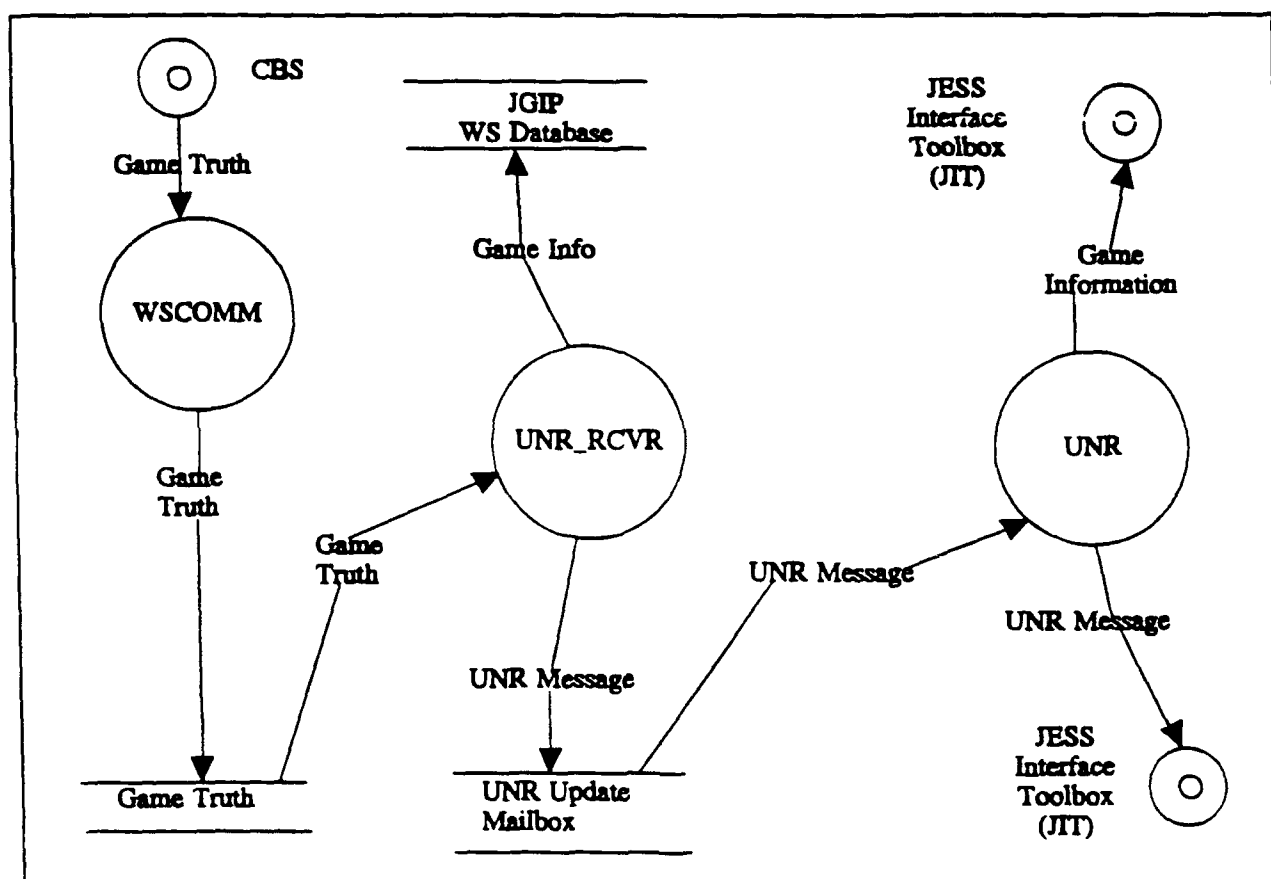 CBS
Game Truth
WSCOMM
Game
Truth
Game Truth
JGIP
WS Database
Game Info
UNR_RCVR
Game
Truth
UNR Message
UNR Update
Mailbox
UNR Message
JESS
Interface
Toolbox
(JIT)
Game
Information
UNR
UNR Message
JESS
Interface
Toolbox
(JIT)